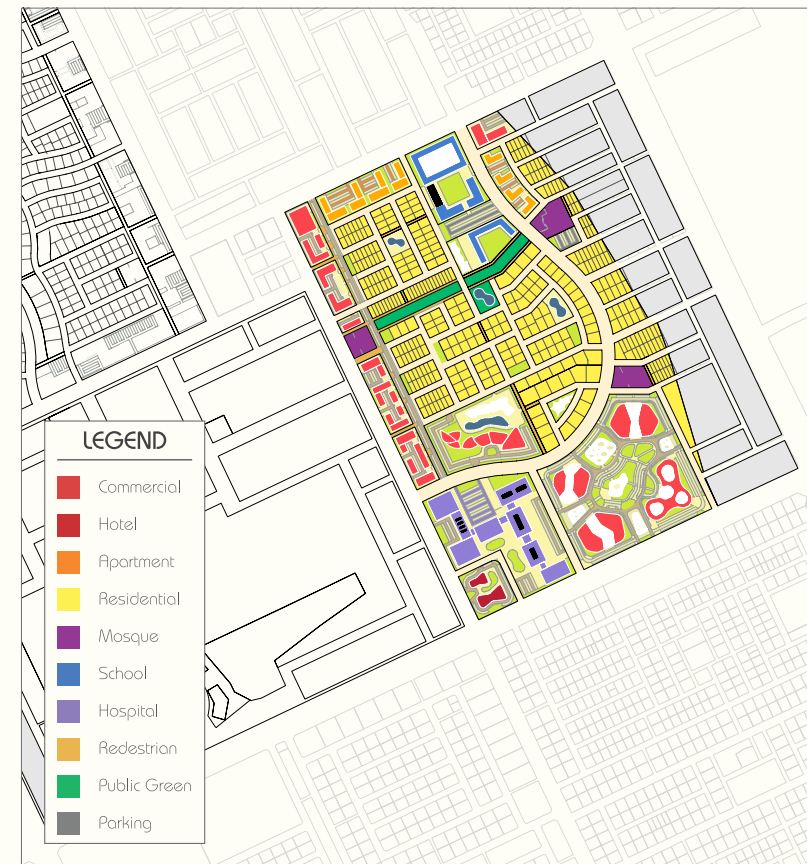 LEGEND
Commercial
Hotel
Apartment
Residential
Mosque
School
Hospital
Redestrian
Public Green
Parking